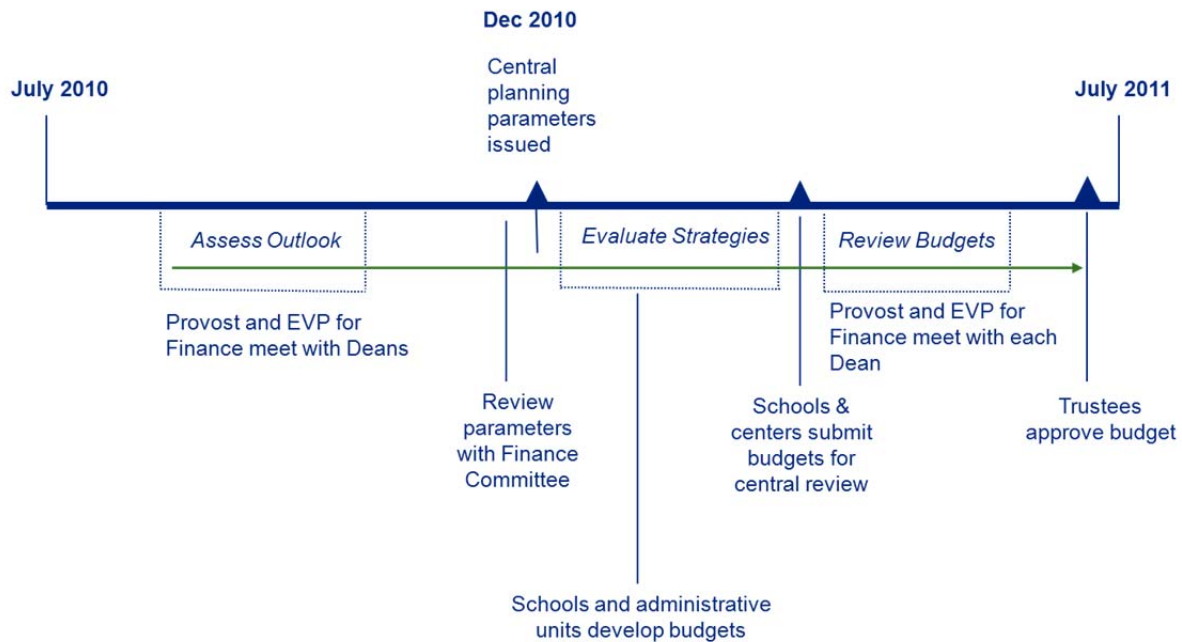 Dec 2010
Central
planning
parameters
issued
July 2010
July 2011
Assess Outlook
Evaluate Strategies
Review Budgets
Provost and EVP for
Finance meet with Deans
Provost and EVP for
Finance meet with each
Dean
Review
parameters
with Finance
Committee
Schools &
centers submit
budgets for
central review
Trustees
approve budget
Schools and administrative
units develop budgets